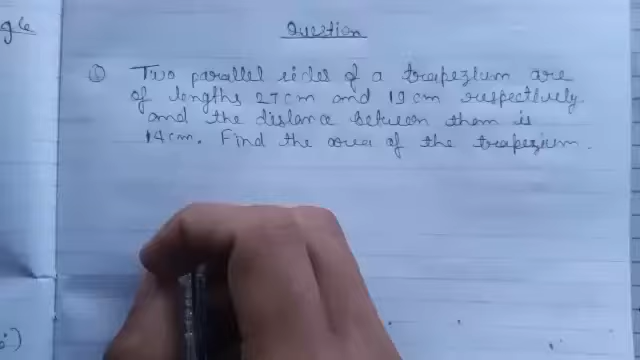 gle
Question
① Two parallel sides of a trapezium are
of lengths 27 cm and 19 cm respectively.
and the distance between them is
14 cm. Find the area of the trapezium.